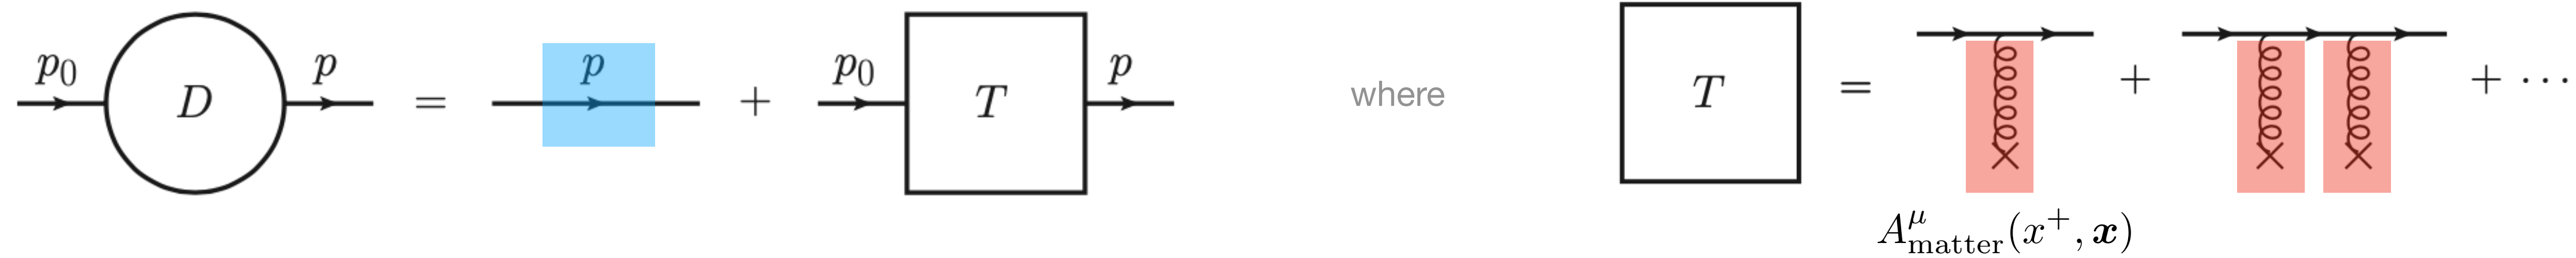 p₀ D p = p + p₀ T p where T = + + ⋯
A^μ_matter(x⁺, x)